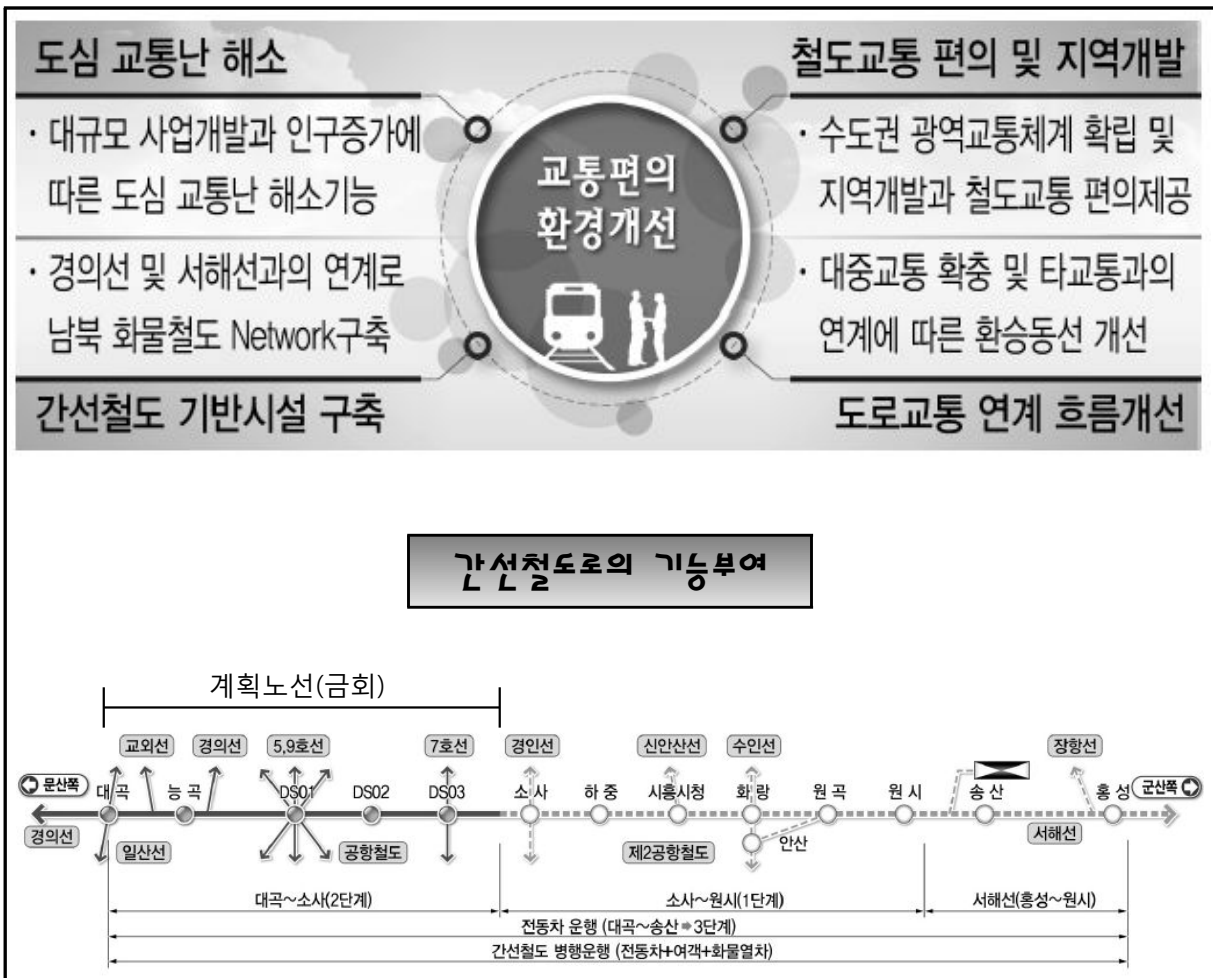 도심 교통난 해소
· 대규모 사업개발과 인구증가에
따른 도심 교통난 해소기능
· 경의선 및 서해선과의 연계로
남북 화물철도 Network구축
간선철도 기반시설 구축
교통편의
환경개선
철도교통 편의 및 지역개발
· 수도권 광역교통체계 확립 및
지역개발과 철도교통 편의제공
· 대중교통 확충 및 타교통과의
연계에 따른 환승동선 개선
도로교통 연계 흐름개선
간선철도로의 기능부여
계획노선(금회)
교외선 경의선 5,9호선 7호선 경인선 신안산선 수인선 장항선
문산쪽 대곡 능곡 DS01 DS02 DS03 소사 하중 시흥시청 화랑 원곡 원시 송산 홍성 군산쪽
경의선 일산선 공항철도 제2공항철도 안산 서해선
대곡~소사(2단계) 소사~원시(1단계) 서해선(홍성~원시)
전동차 운행 (대곡~송산⇒3단계)
간선철도 병행운행 (전동차+여객+화물열차)